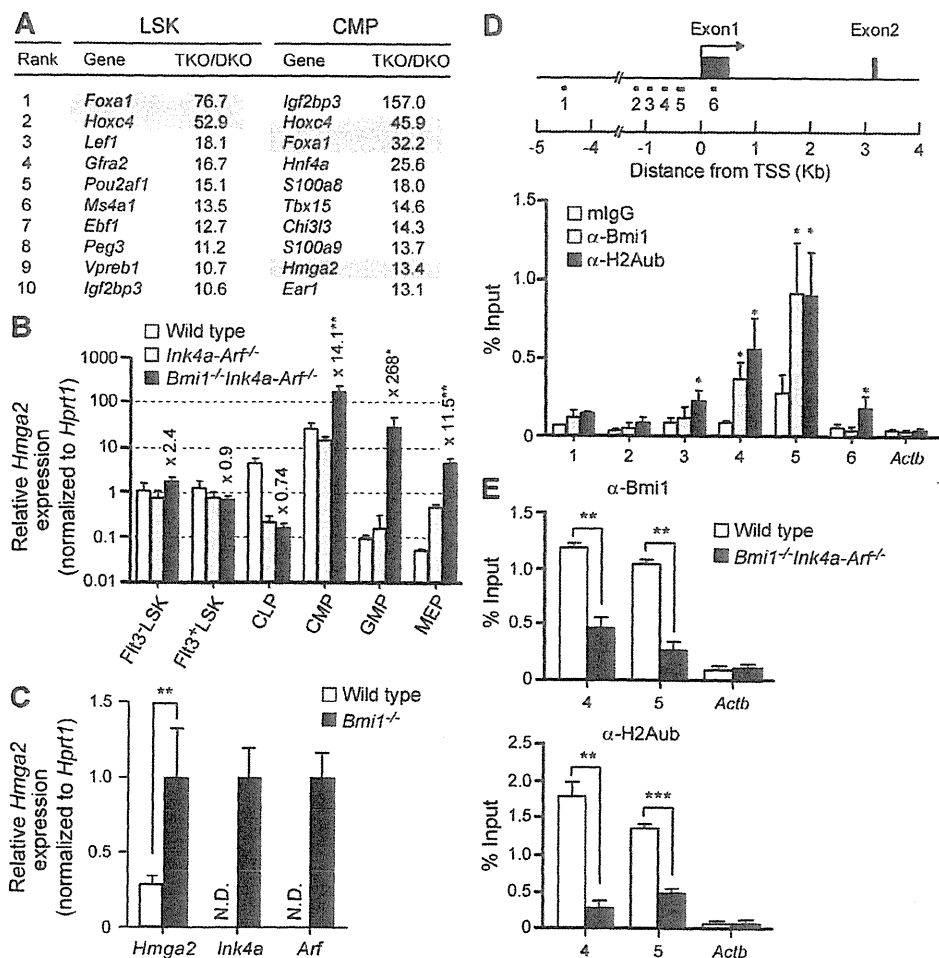 A
LSK CMP
Rank Gene TKO/DKO Gene TKO/DKO
1 Foxa1 76.7 Igf2bp3 157.0
2 Hoxc4 52.9 Hoxc4 45.9
3 Lef1 18.1 Foxa1 32.2
4 Gfra2 16.7 Hnf4a 25.6
5 Pou2af1 15.1 S100a8 18.0
6 Ms4a1 13.5 Tbx15 14.6
7 Ebf1 12.7 Chi3l3 14.3
8 Peg3 11.2 S100a9 13.7
9 Vpreb1 10.7 Hmga2 13.4
10 Igf2bp3 10.6 Ear1 13.1
B
Wild type
Ink4a-Arf-/-
Bmi1-/-Ink4a-Arf-/-
Relative Hmga2
expression
(normalized to Hprt1)
1000
100
10
1
0.1
0.01
x 2.4
x 0.9
x 0.74
x 14.1**
x 268*
x 11.5**
Flt3-LSK
Flt3+LSK
CLP
CMP
GMP
MEP
C
Wild type
Bmi1-/-
Relative Hmga2
expression
(normalized to Hprt1)
1.5
1.0
0.5
0
**
N.D.
N.D.
Hmga2 Ink4a Arf
D
Exon1 Exon2
1 2 3 4 5 6
-5 -4 -1 0 1 2 3 4
Distance from TSS (Kb)
mIgG
α-Bmi1
α-H2Aub
% Input
1.5
1.0
0.5
0
* * * * * *
1 2 3 4 5 6 Actb
E
α-Bmi1
Wild type
Bmi1-/-Ink4a-Arf-/-
% Input
1.5
1.0
0.5
0
** **
4 5 Actb
α-H2Aub
% Input
2.5
2.0
1.5
1.0
0.5
0
** ***
4 5 Actb